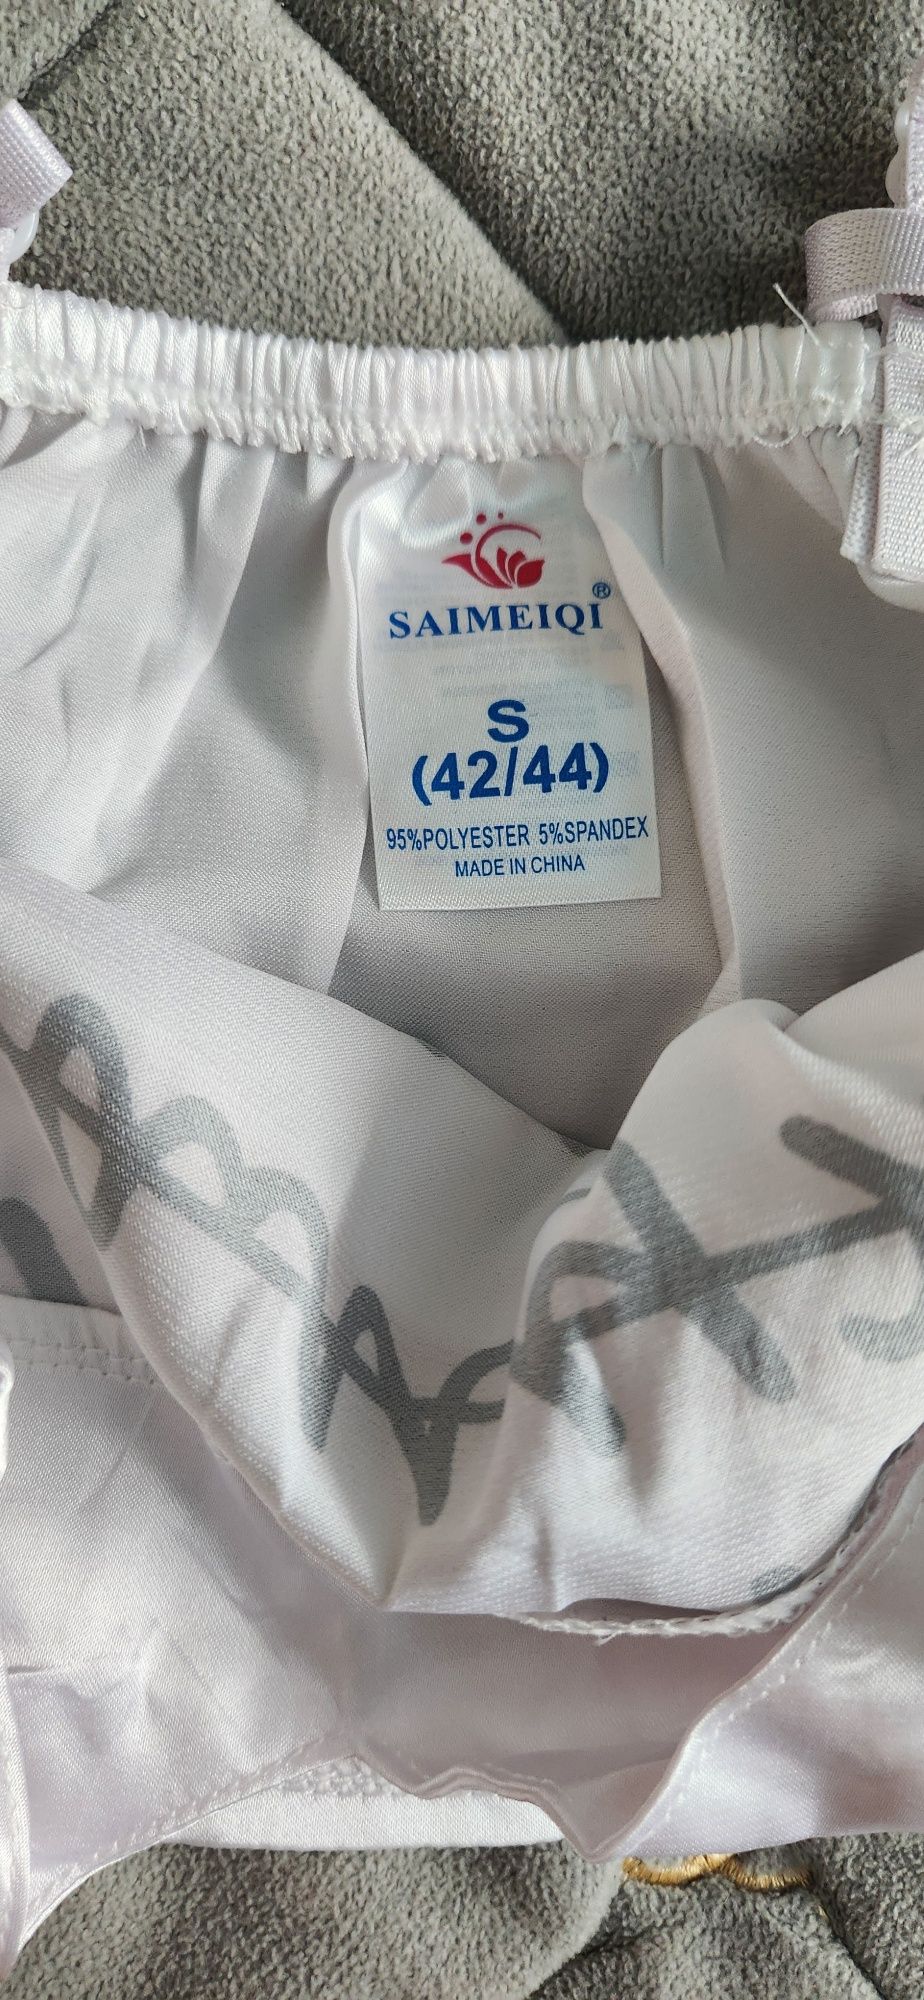 SAIMEIQI®
S
(42/44)
95%POLYESTER 5%SPANDEX
MADE IN CHINA